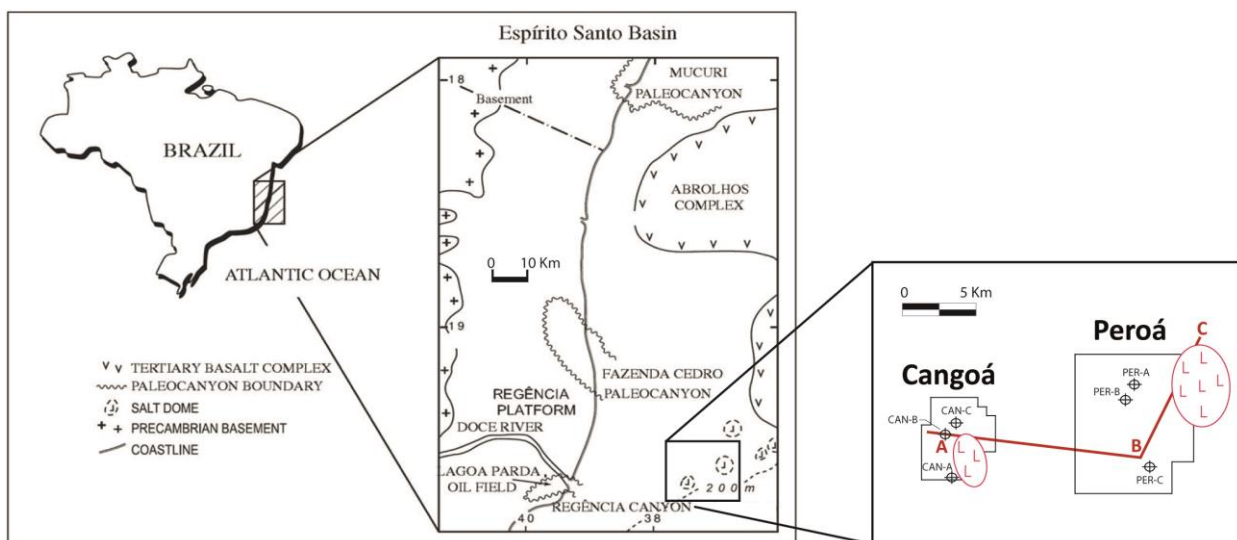 Espírito Santo Basin
BRAZIL
ATLANTIC OCEAN
TERTIARY BASALT COMPLEX
PALEOCANYON BOUNDARY
SALT DOME
PRECAMBRIAN BASEMENT
COASTLINE
18
Basement
MUCURI
PALEOCANYON
ABROLHOS
COMPLEX
0 10 Km
19
FAZENDA CEDRO
PALEOCANYON
REGÊNCIA
PLATFORM
DOCE RIVER
LAGOA PARDA
OIL FIELD
200 m
REGÊNCIA CANYON
40
38
0 5 Km
Peroá
C
L
L L
L L
L
PER-A
PER-B
B
PER-C
Cangoá
CAN-C
CAN-B
A
L
L
L
CAN-A